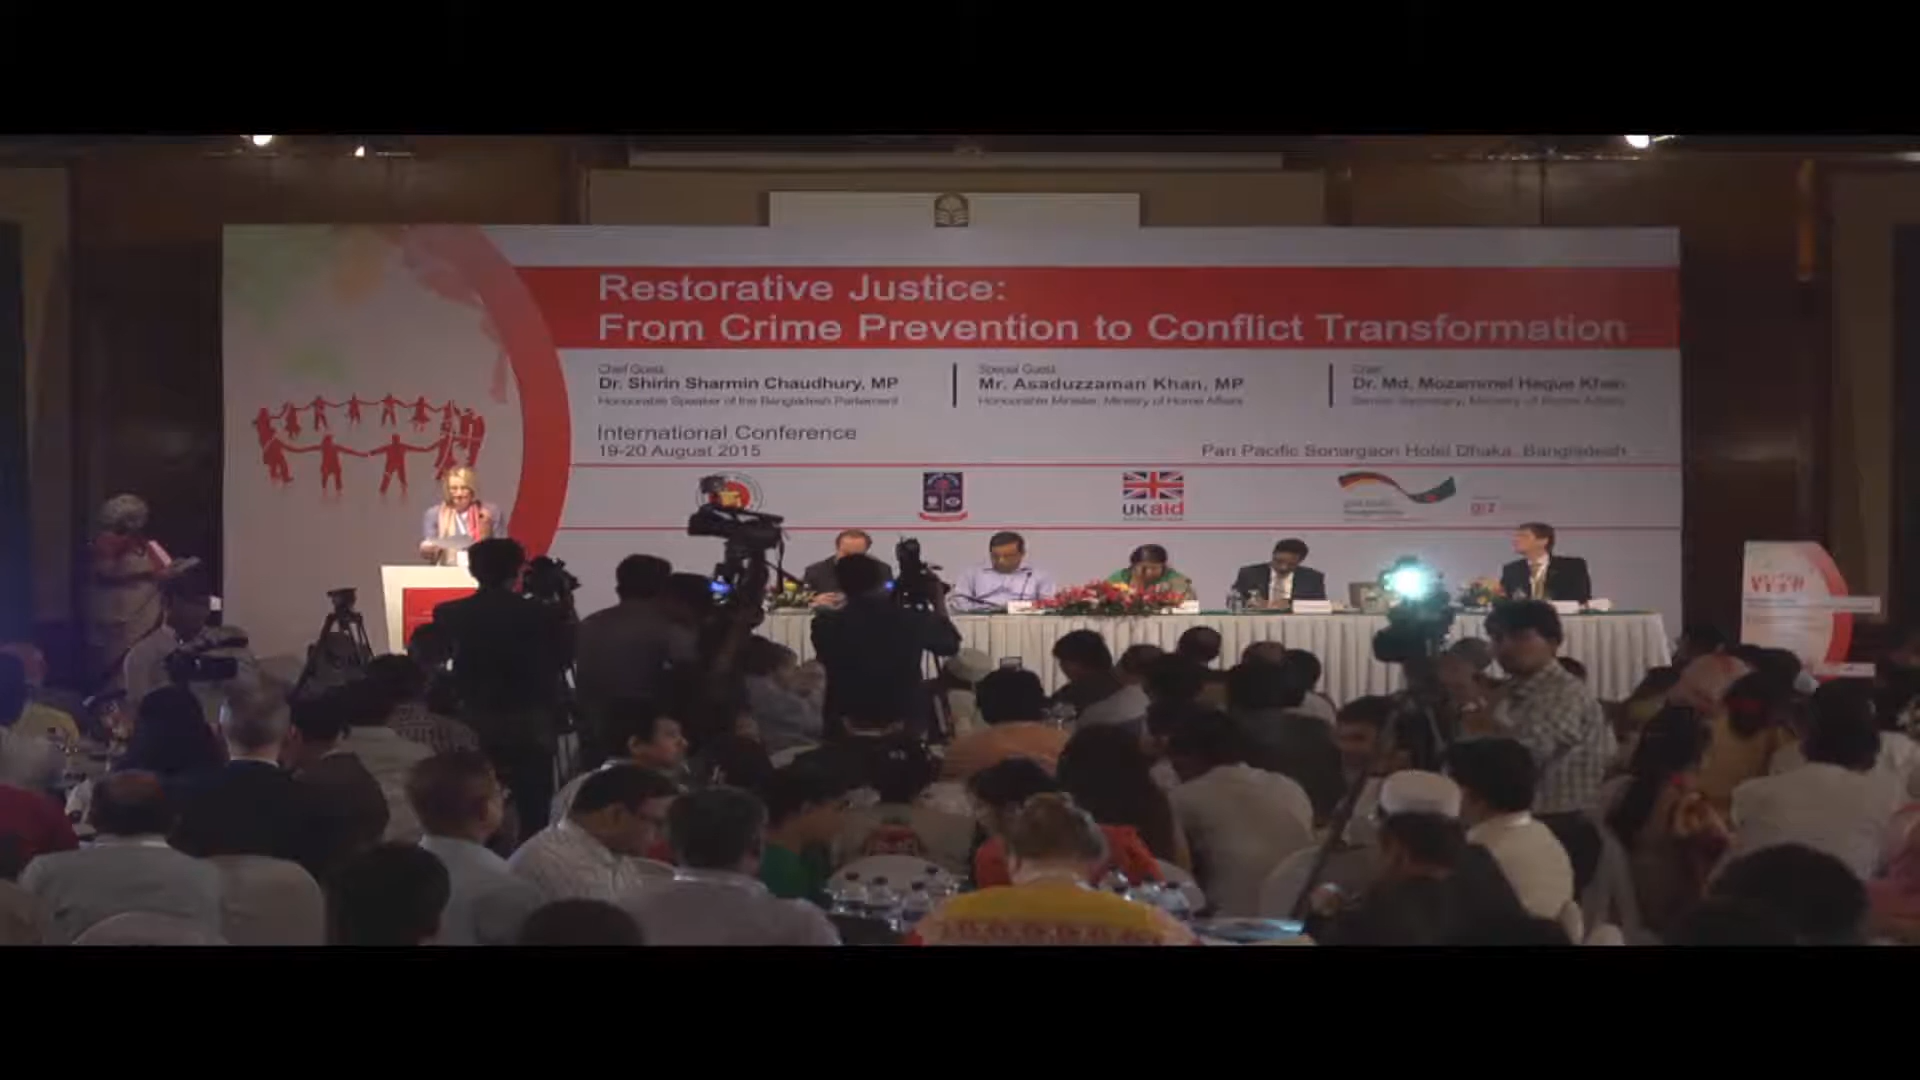 Restorative Justice:
From Crime Prevention to Conflict Transformation
Chief Guest
Dr. Shirin Sharmin Chaudhury, MP
Honourable Speaker of the Bangladesh Parliament
Special Guest
Mr. Asaduzzaman Khan, MP
Honourable Minister, Ministry of Home Affairs
Chair
Dr. Md. Mozammel Haque Khan
Senior Secretary, Ministry of Home Affairs
International Conference
19-20 August 2015
Pan Pacific Sonargaon Hotel Dhaka, Bangladesh
UKaid
giz